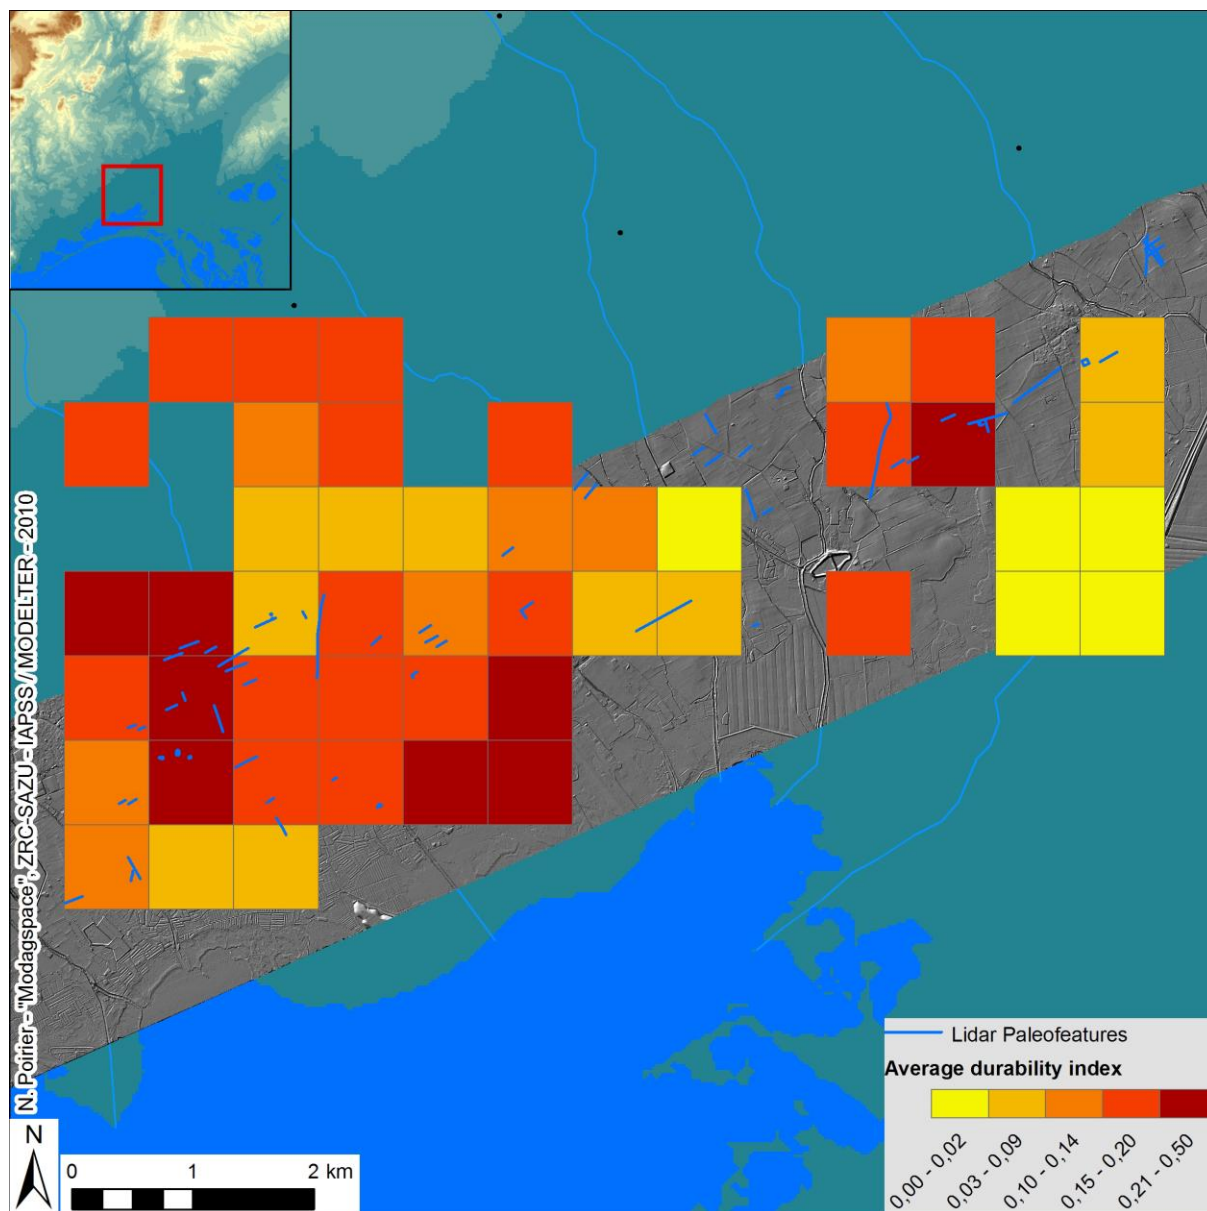 N. Poirier - "Modagspace", ZRC-SAZU - IAPSS / MODELTER - 2010
Lidar Paleofeatures
Average durability index
0,00 - 0,02
0,03 - 0,09
0,10 - 0,14
0,15 - 0,20
0,21 - 0,50
N
0 1 2 km